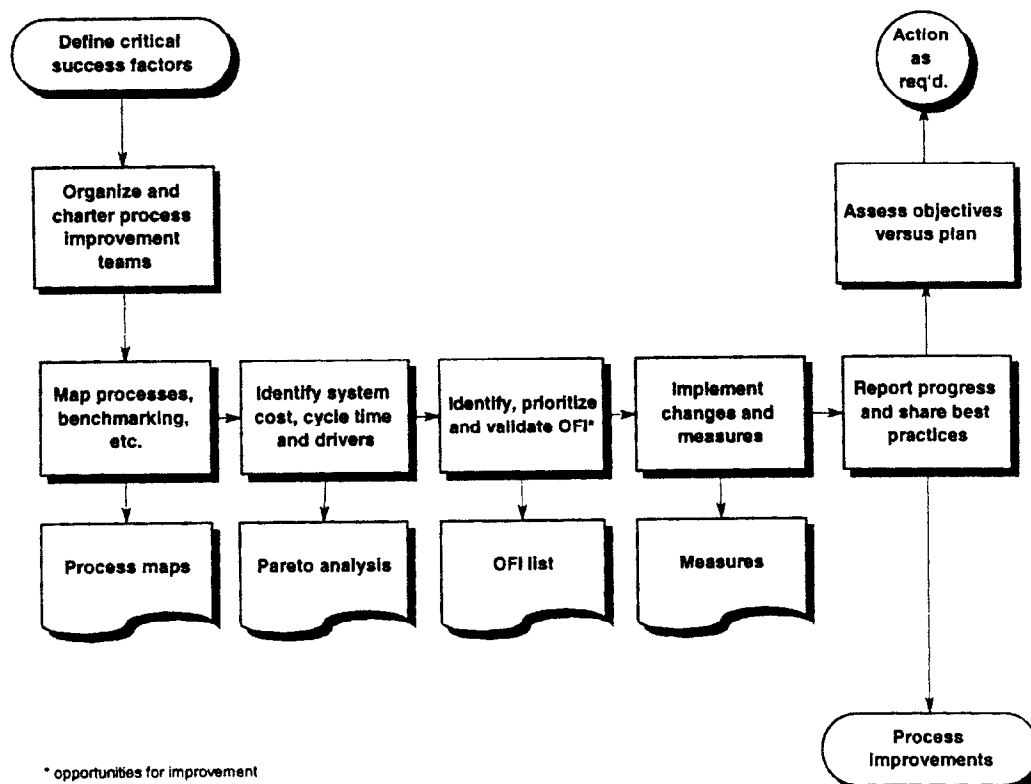 Define critical
success factors
Action
as
req'd.
Organize and
charter process
improvement
teams
Assess objectives
versus plan
Map processes,
benchmarking,
etc.
Identify system
cost, cycle time
and drivers
Identify, prioritize
and validate OFI*
Implement
changes and
measures
Report progress
and share best
practices
Process maps
Pareto analysis
OFI list
Measures
Process
improvements
* opportunities for improvement